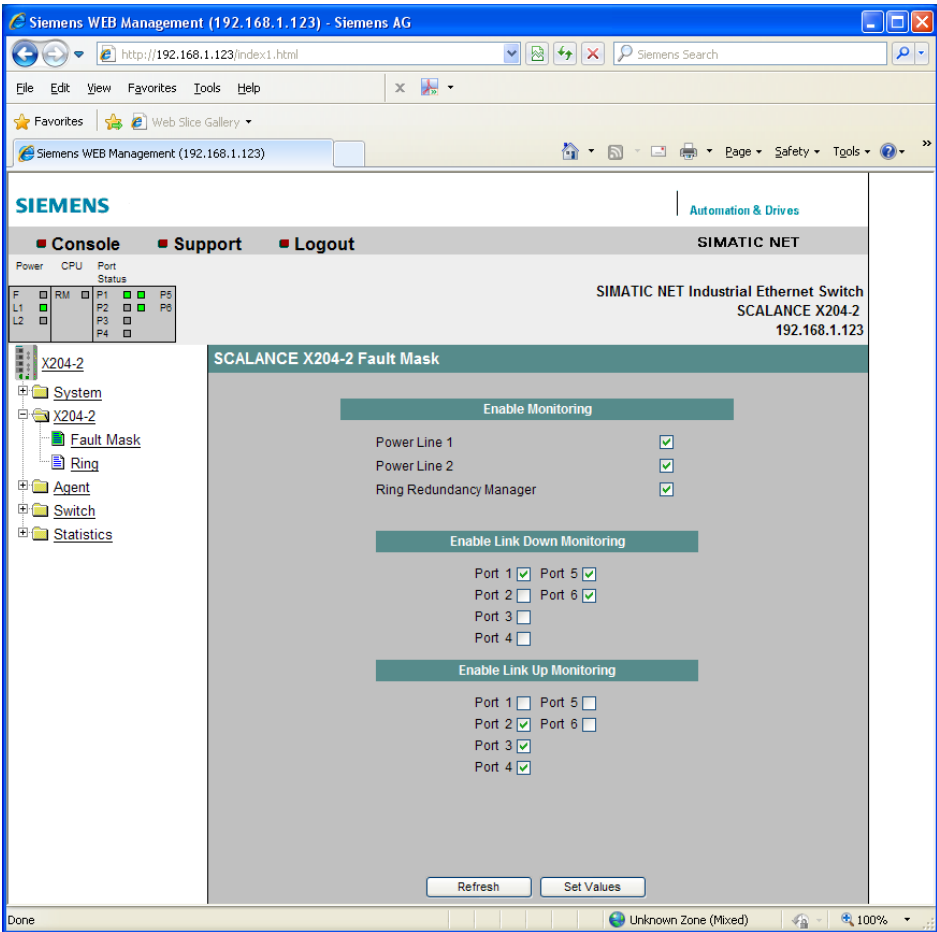 Siemens WEB Management (192.168.1.123) - Siemens AG
http://192.168.1.123/index1.html
Siemens Search
File Edit View Favorites Tools Help
x
Favorites Web Slice Gallery
Siemens WEB Management (192.168.1.123)
Page Safety Tools »
SIEMENS
Automation & Drives
Console Support Logout
SIMATIC NET
Power CPU Port Status
F RM P1 P5
L1 P2 P6
L2 P3
P4
SIMATIC NET Industrial Ethernet Switch
SCALANCE X204-2
192.168.1.123
X204-2
System
X204-2
Fault Mask
Ring
Agent
Switch
Statistics
SCALANCE X204-2 Fault Mask
Enable Monitoring
Power Line 1
Power Line 2
Ring Redundancy Manager
Enable Link Down Monitoring
Port 1 Port 5
Port 2 Port 6
Port 3
Port 4
Enable Link Up Monitoring
Port 1 Port 5
Port 2 Port 6
Port 3
Port 4
Refresh Set Values
Done Unknown Zone (Mixed) 100%